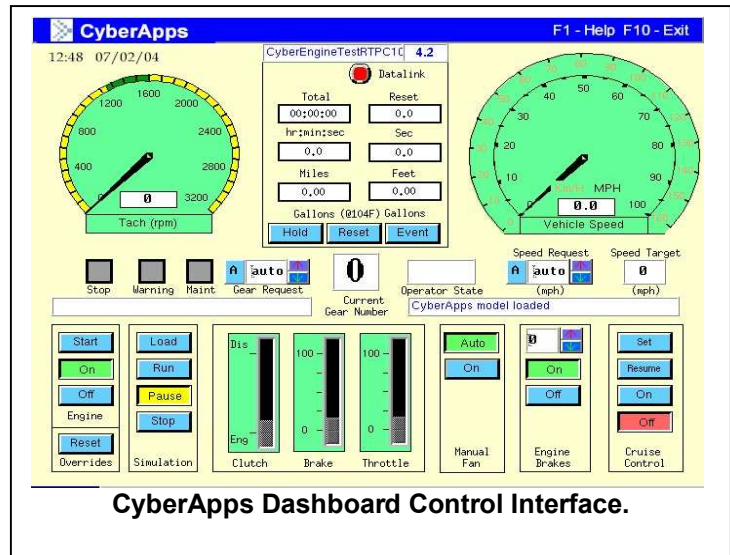 CyberApps
F1 - Help F10 - Exit
12:48 07/02/04
CyberEngineTestRTPC10 4.2
Datalink
Total Reset
00:00:00 0.0
hr:min:sec Sec
0.0 0.0
Miles Feet
0.00 0.00
Gallons (@104F) Gallons
Hold Reset Event
0 400 800 1200 1600 2000 2400 2800 3200
0
Tach (rpm)
0 10 20 30 40 50 60 70 80 90 100
Km/H MPH
0.0
Vehicle Speed
Stop Warning Maint
A auto
Gear Request
0
Current
Gear Number
Operator State
Speed Request
A auto
(mph)
Speed Target
0
(mph)
CyberApps model loaded
Start
On
Off
Engine
Reset
Overrides
Load
Run
Pause
Stop
Simulation
Dis
Eng
Clutch
100
0
Brake
100
0
Throttle
Auto
On
Manual
Fan
0
On
Off
Engine
Brakes
Set
Resume
On
Off
Cruise
Control
CyberApps Dashboard Control Interface.